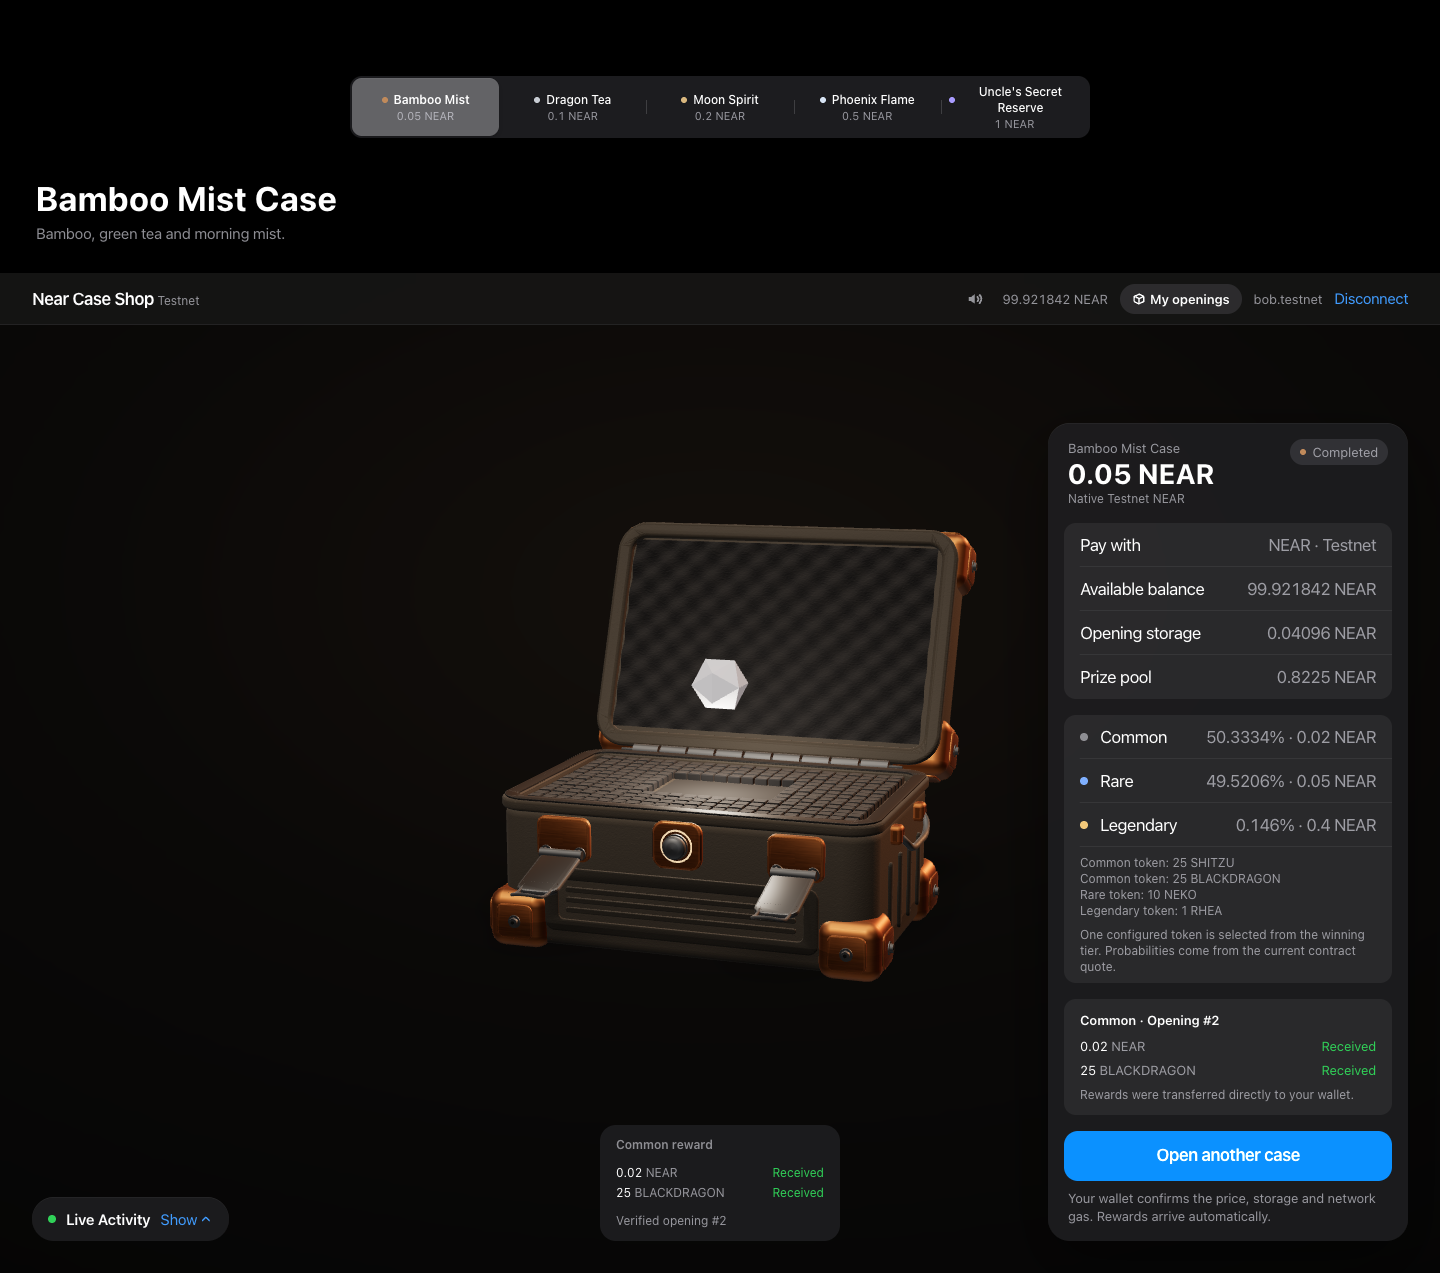 Bamboo Mist
0.05 NEAR
Dragon Tea
0.1 NEAR
Moon Spirit
0.2 NEAR
Phoenix Flame
0.5 NEAR
Uncle's Secret
Reserve
1 NEAR
Bamboo Mist Case
Bamboo, green tea and morning mist.
Near Case Shop Testnet
99.921842 NEAR
My openings
bob.testnet
Disconnect
Bamboo Mist Case
Completed
0.05 NEAR
Native Testnet NEAR
Pay with NEAR · Testnet
Available balance 99.921842 NEAR
Opening storage 0.04096 NEAR
Prize pool 0.8225 NEAR
Common 50.3334% · 0.02 NEAR
Rare 49.5206% · 0.05 NEAR
Legendary 0.146% · 0.4 NEAR
Common token: 25 SHITZU
Common token: 25 BLACKDRAGON
Rare token: 10 NEKO
Legendary token: 1 RHEA
One configured token is selected from the winning
tier. Probabilities come from the current contract
quote.
Common · Opening #2
0.02 NEAR Received
25 BLACKDRAGON Received
Rewards were transferred directly to your wallet.
Open another case
Your wallet confirms the price, storage and network
gas. Rewards arrive automatically.
Common reward
0.02 NEAR Received
25 BLACKDRAGON Received
Verified opening #2
Live Activity Show